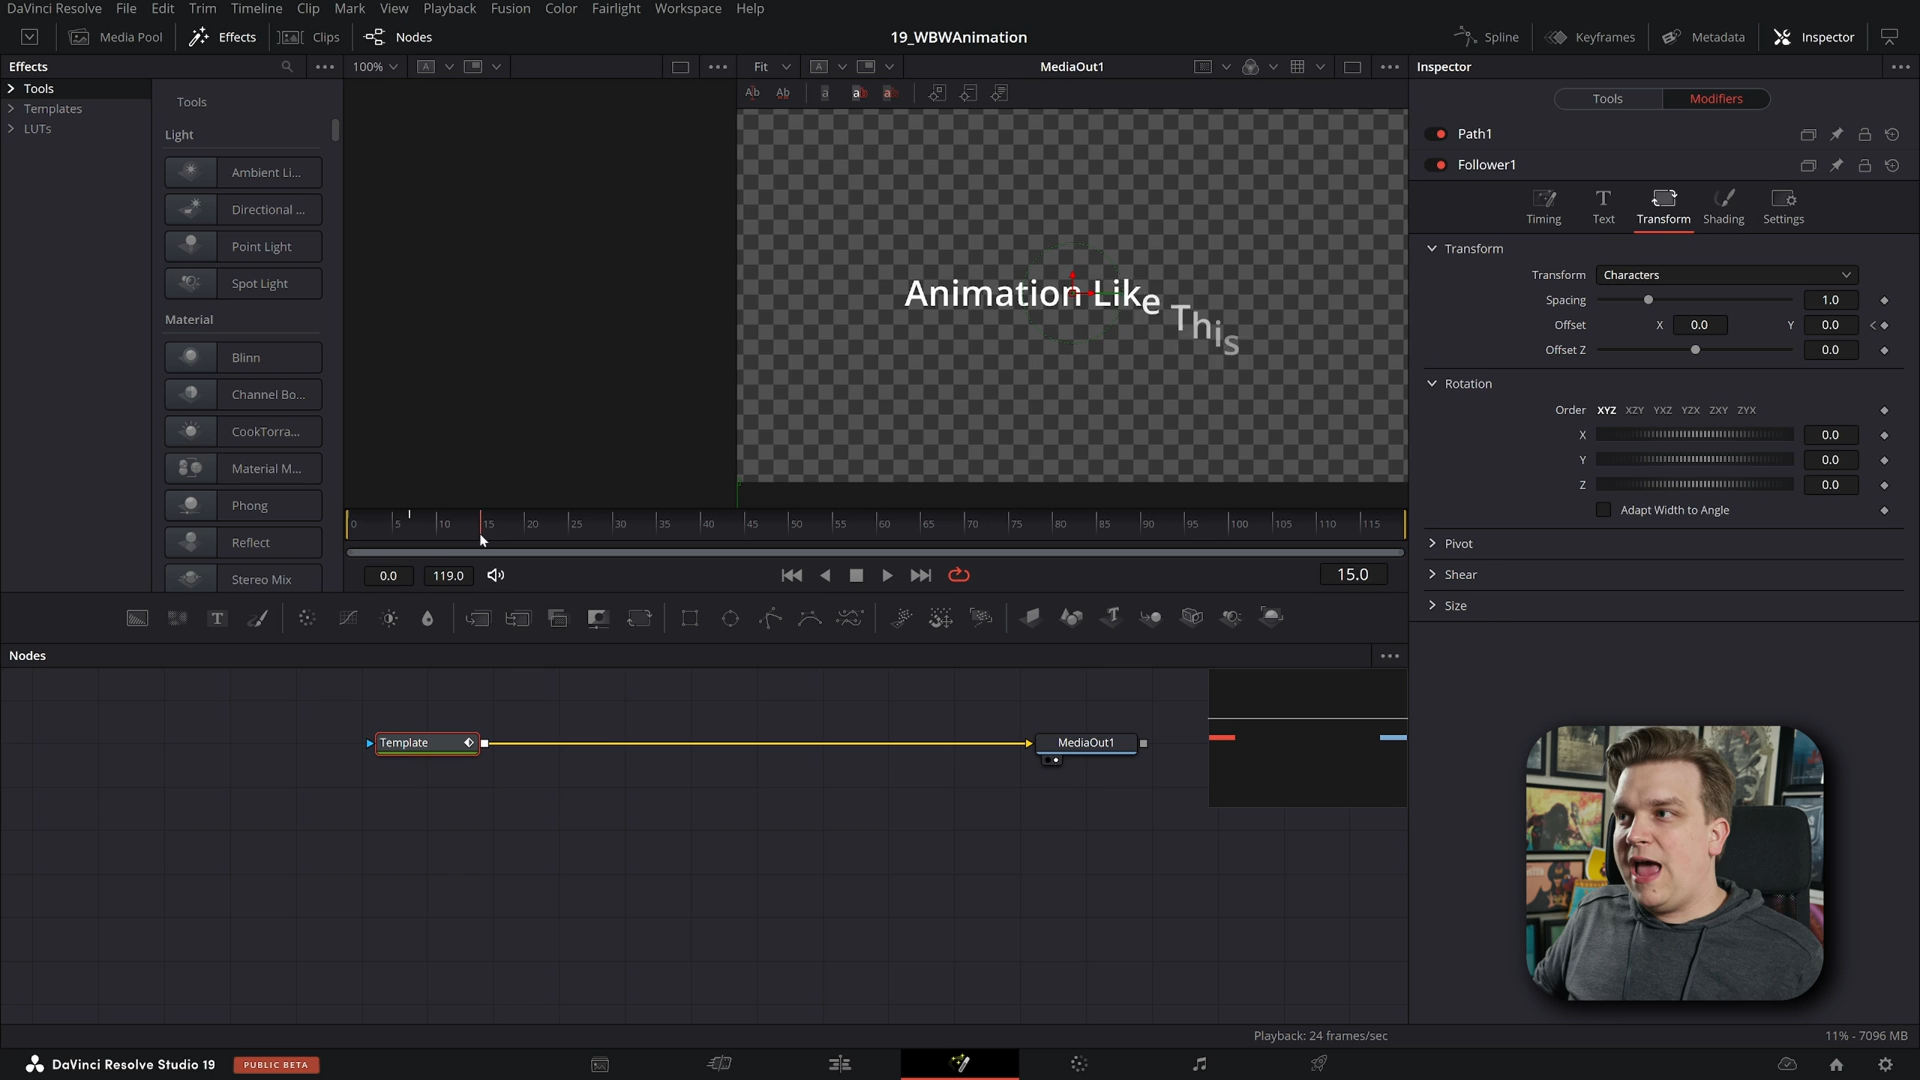 DaVinci Resolve File Edit Trim Timeline Clip Mark View Playback Fusion Color Fairlight Workspace Help
Media Pool Effects Clips Nodes 19_WBWAnimation Spline Keyframes Metadata Inspector
Effects 100% A Fit A MediaOut1 Inspector
Tools
Templates
LUTs
Tools
Light
Ambient Li...
Directional ...
Point Light
Spot Light
Material
Blinn
Channel Bo...
CookTorra...
Material M...
Phong
Reflect
Stereo Mix
Animation Like This
0 5 10 15 20 25 30 35 40 45 50 55 60 65 70 75 80 85 90 95 100 105 110 115
0.0 119.0 15.0
Tools Modifiers
Path1
Follower1
Timing Text Transform Shading Settings
Transform
Transform Characters
Spacing 1.0
Offset X 0.0 Y 0.0
Offset Z 0.0
Rotation
Order XYZ XZY YXZ YZX ZXY ZYX
X 0.0
Y 0.0
Z 0.0
Adapt Width to Angle
Pivot
Shear
Size
Nodes
Template MediaOut1
Playback: 24 frames/sec 11% - 7096 MB
DaVinci Resolve Studio 19 PUBLIC BETA